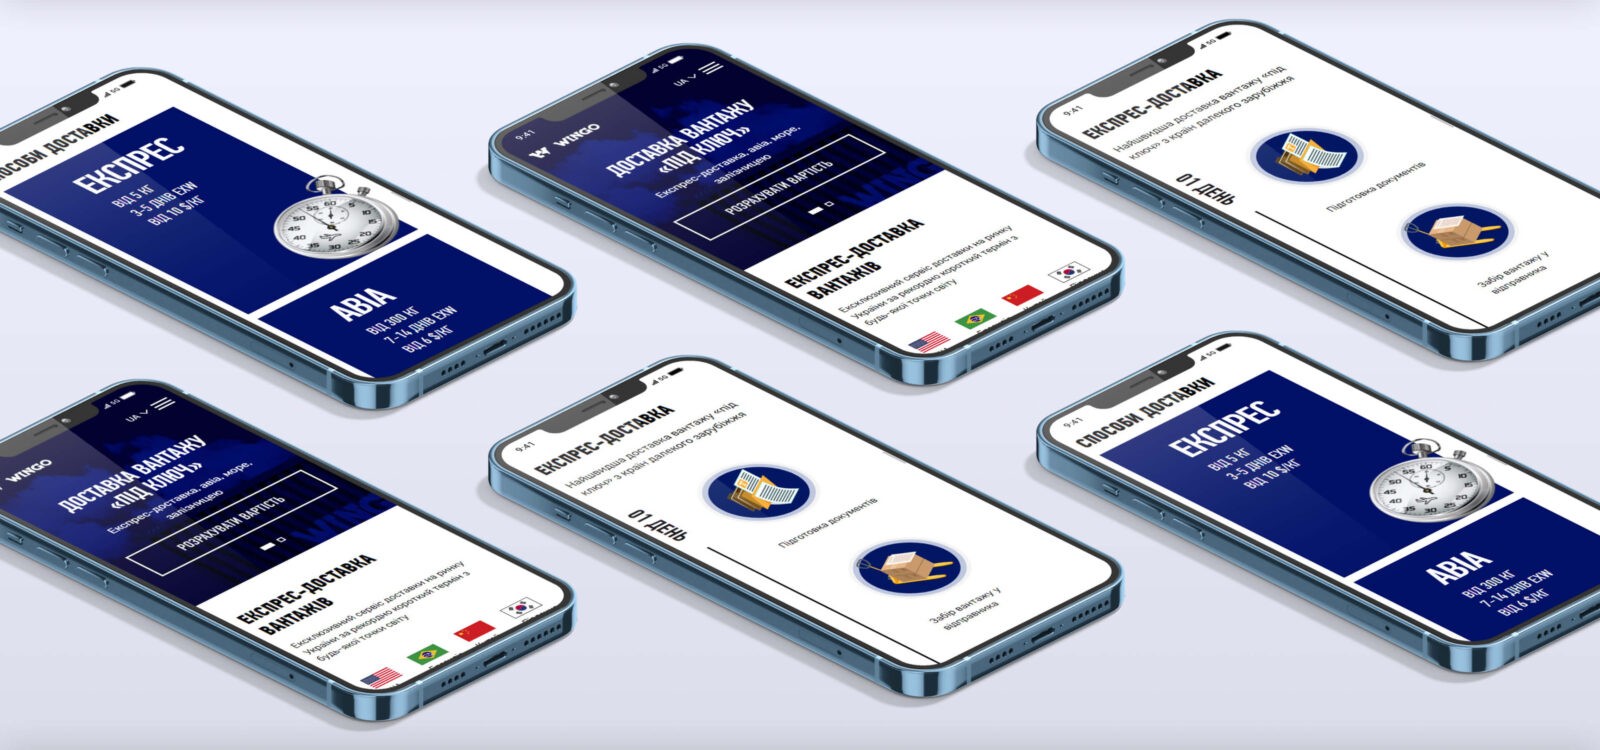 5G
СПОСОБИ ДОСТАВКИ
ЕКСПРЕС
ВІД 5 КГ
3-5 ДНІВ EXW
ВІД 10 $/КГ
АВІА
ВІД 300 КГ
7-14 ДНІВ EXW
ВІД 6 $/КГ
9:41
5G
WINGO
UA
ДОСТАВКА ВАНТАЖУ
«ПІД КЛЮЧ»
Експрес-доставка, авіа, море,
залізницею
РОЗРАХУВАТИ ВАРТІСТЬ
ЕКСПРЕС-ДОСТАВКА
ВАНТАЖІВ
Ексклюзивний сервіс доставки на ринку
України за рекордно короткий термін з
будь-якої точки світу
9:41
5G
ЕКСПРЕС-ДОСТАВКА
Найшвидша доставка вантажу «під
ключ» з країн далекого зарубіжжя
01 ДЕНЬ
Підготовка документів
Забір вантажу у
відправника
5G
WINGO
UA
ДОСТАВКА ВАНТАЖУ
«ПІД КЛЮЧ»
Експрес-доставка, авіа, море,
залізницею
РОЗРАХУВАТИ ВАРТІСТЬ
ЕКСПРЕС-ДОСТАВКА
ВАНТАЖІВ
Ексклюзивний сервіс доставки на ринку
України за рекордно короткий термін з
будь-якої точки світу
9:41
5G
ЕКСПРЕС-ДОСТАВКА
Найшвидша доставка вантажу «під
ключ» з країн далекого зарубіжжя
01 ДЕНЬ
Підготовка документів
Забір вантажу у
відправника
9:41
5G
СПОСОБИ ДОСТАВКИ
ЕКСПРЕС
ВІД 5 КГ
3-5 ДНІВ EXW
ВІД 10 $/КГ
АВІА
ВІД 300 КГ
7-14 ДНІВ EXW
ВІД 6 $/КГ